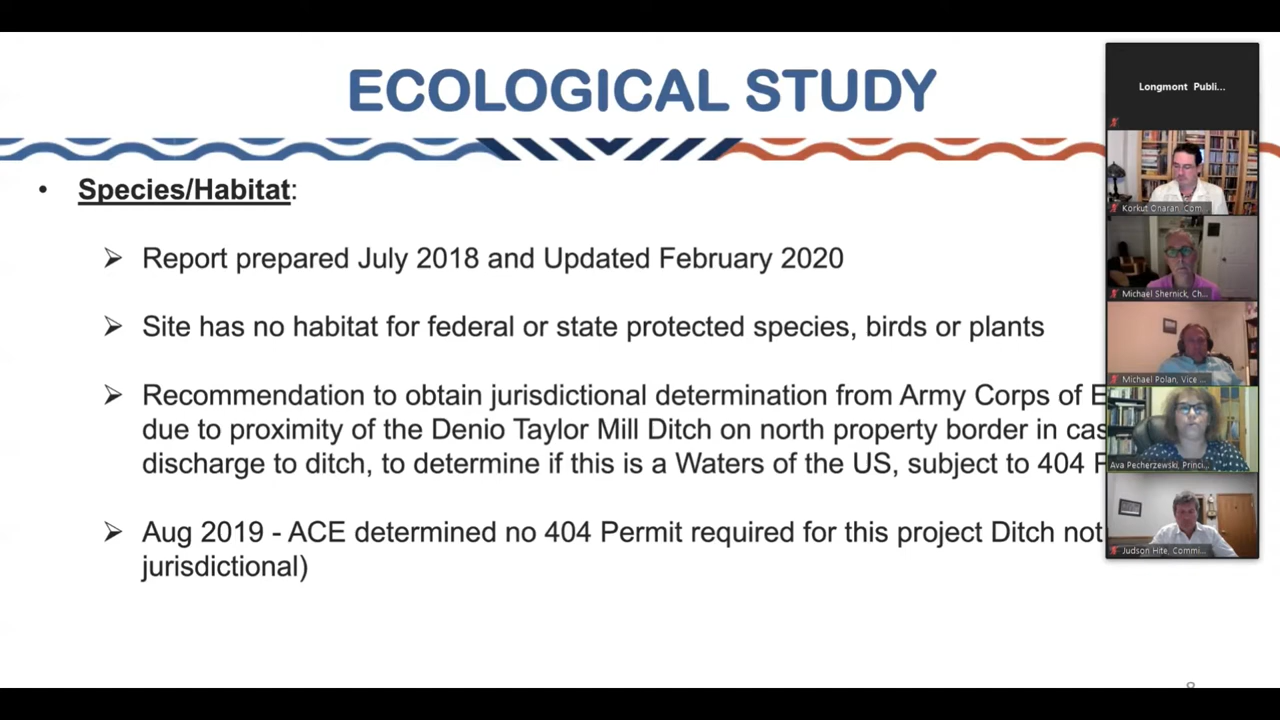 ECOLOGICAL STUDY
Longmont Publi...
• Species/Habitat:
Korkut Onaran, Com...
➢ Report prepared July 2018 and Updated February 2020
Michael Shernick, Ch...
➢ Site has no habitat for federal or state protected species, birds or plants
Michael Polan, Vice ...
➢ Recommendation to obtain jurisdictional determination from Army Corps of E
due to proximity of the Denio Taylor Mill Ditch on north property border in cas
discharge to ditch, to determine if this is a Waters of the US, subject to 404 P
Ava Pecherzewski, Princi...
➢ Aug 2019 - ACE determined no 404 Permit required for this project Ditch not
jurisdictional)
Judson Hite, Commi...
8